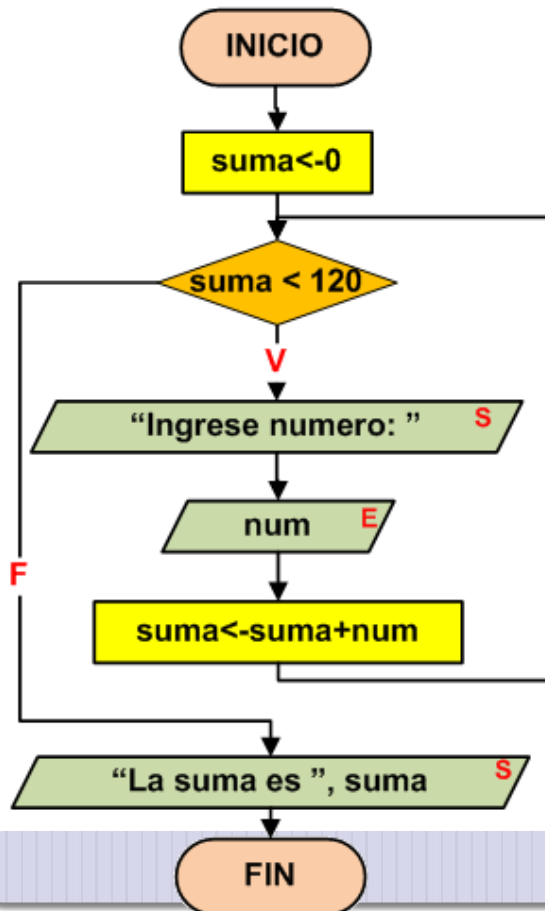 INICIO
suma<-0
suma < 120
V
“Ingrese numero: ” S
num E
F
suma<-suma+num
“La suma es ”, suma S
FIN